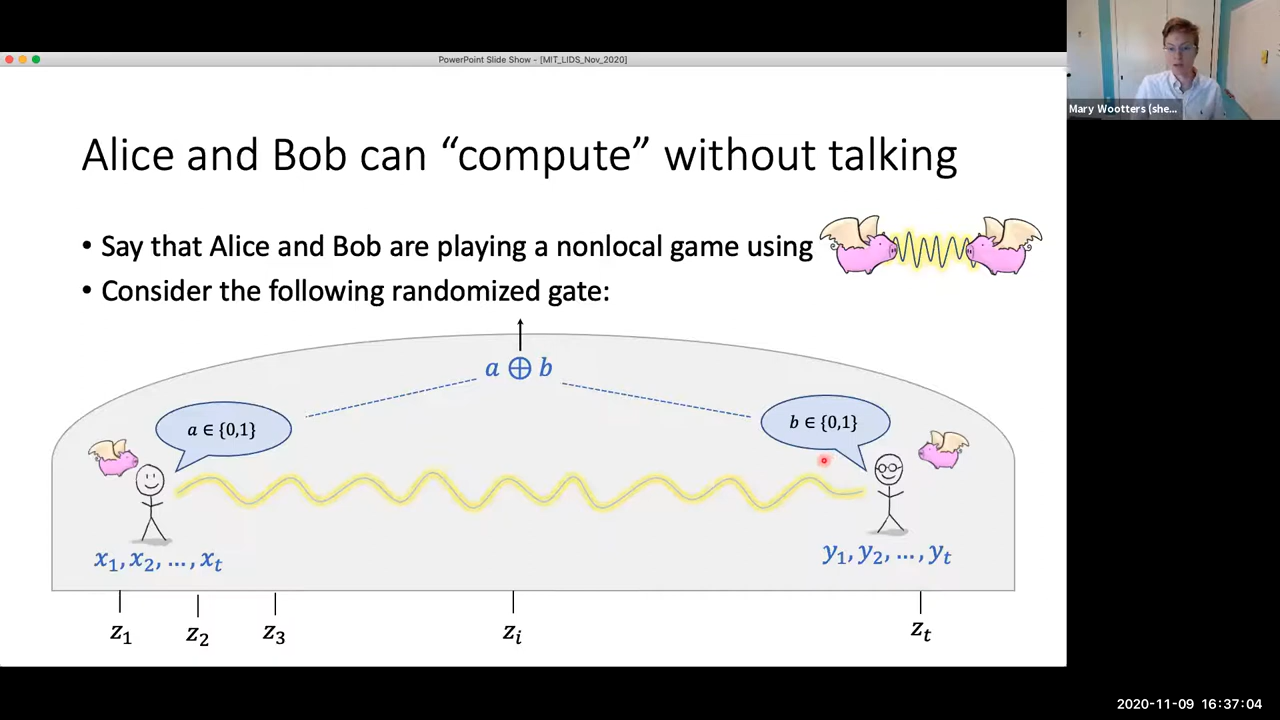 PowerPoint Slide Show - [MIT_LIDS_Nov_2020]
Mary Wootters (she...
Alice and Bob can “compute” without talking
• Say that Alice and Bob are playing a nonlocal game using
• Consider the following randomized gate:
a ⊕ b
a ∈ {0,1}
b ∈ {0,1}
x₁, x₂, … , xₜ
y₁, y₂, … , yₜ
z₁ z₂ z₃ zᵢ zₜ
2020-11-09 16:37:04